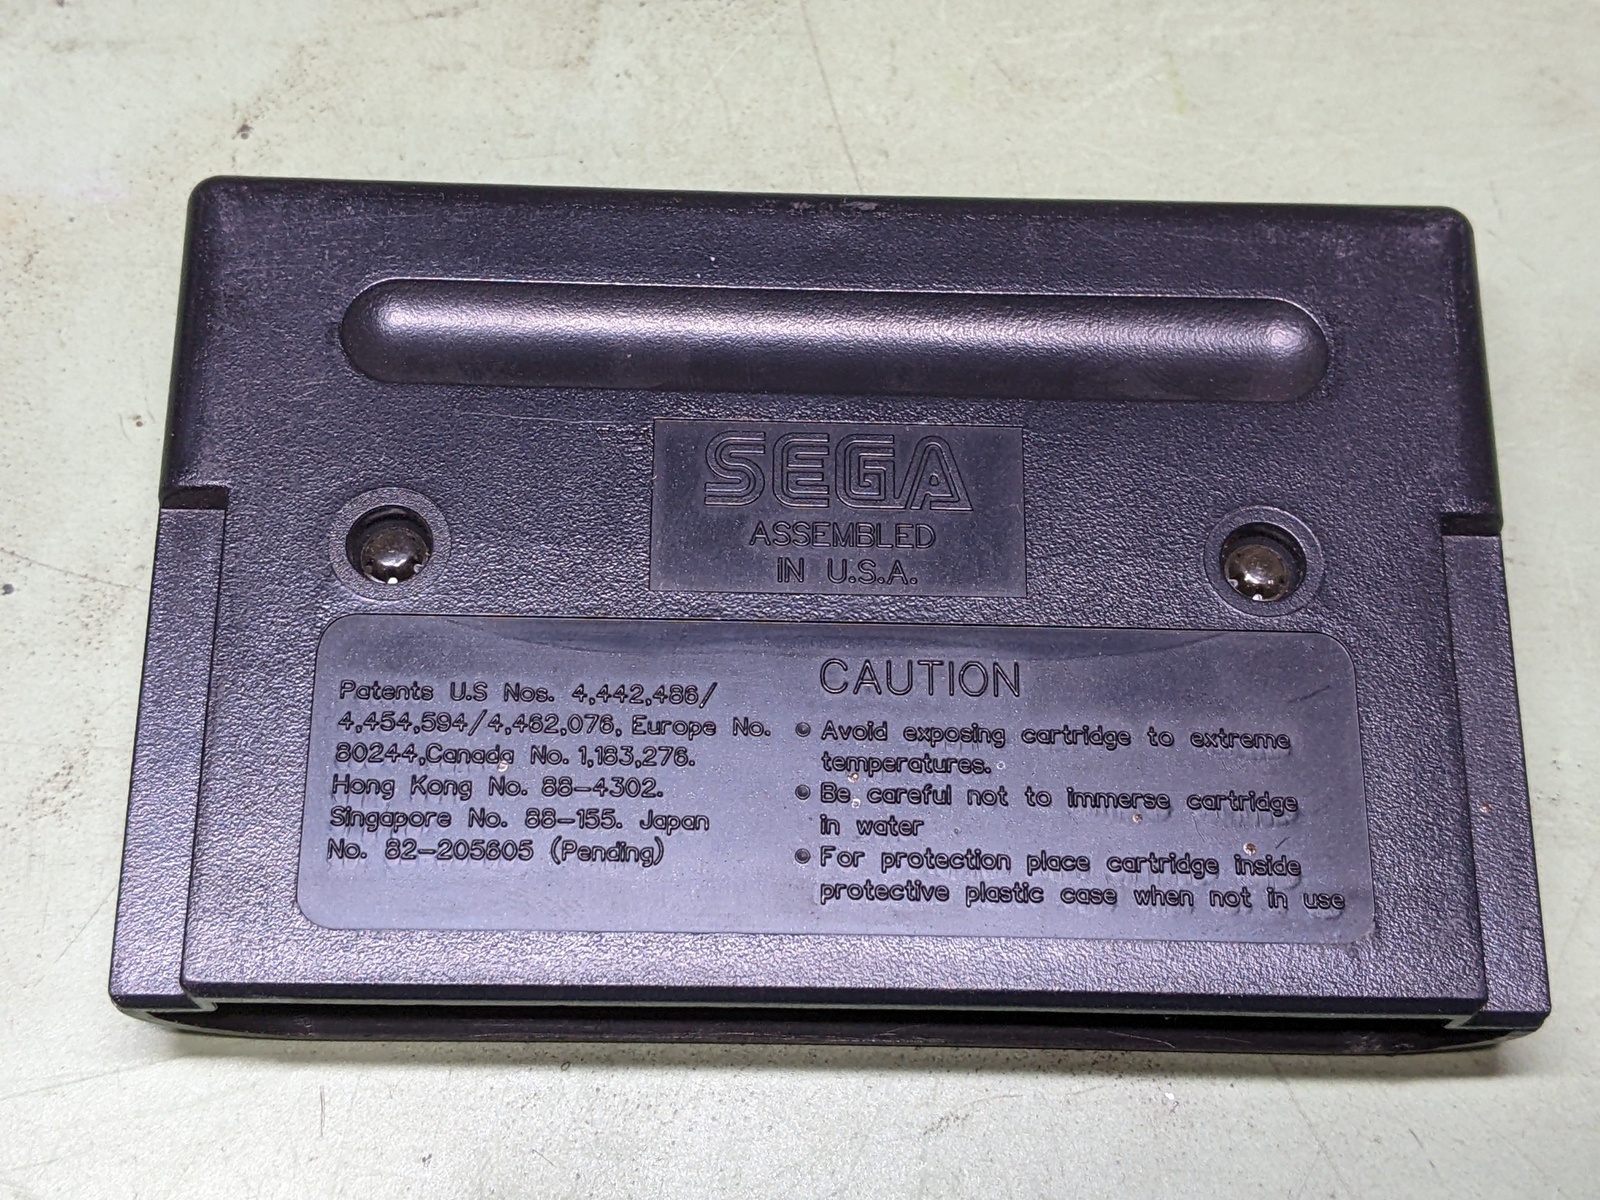 SEGA
ASSEMBLED
IN U.S.A.
Patents U.S Nos. 4,442,486/
4,454,594/4,462,076, Europe No.
80244,Canada No. 1,183,276.
Hong Kong No. 88-4302.
Singapore No. 88-155. Japan
No. 82-205605 (Pending)
CAUTION
• Avoid exposing cartridge to extreme
temperatures.
• Be careful not to immerse cartridge
in water
• For protection place cartridge inside
protective plastic case when not in use